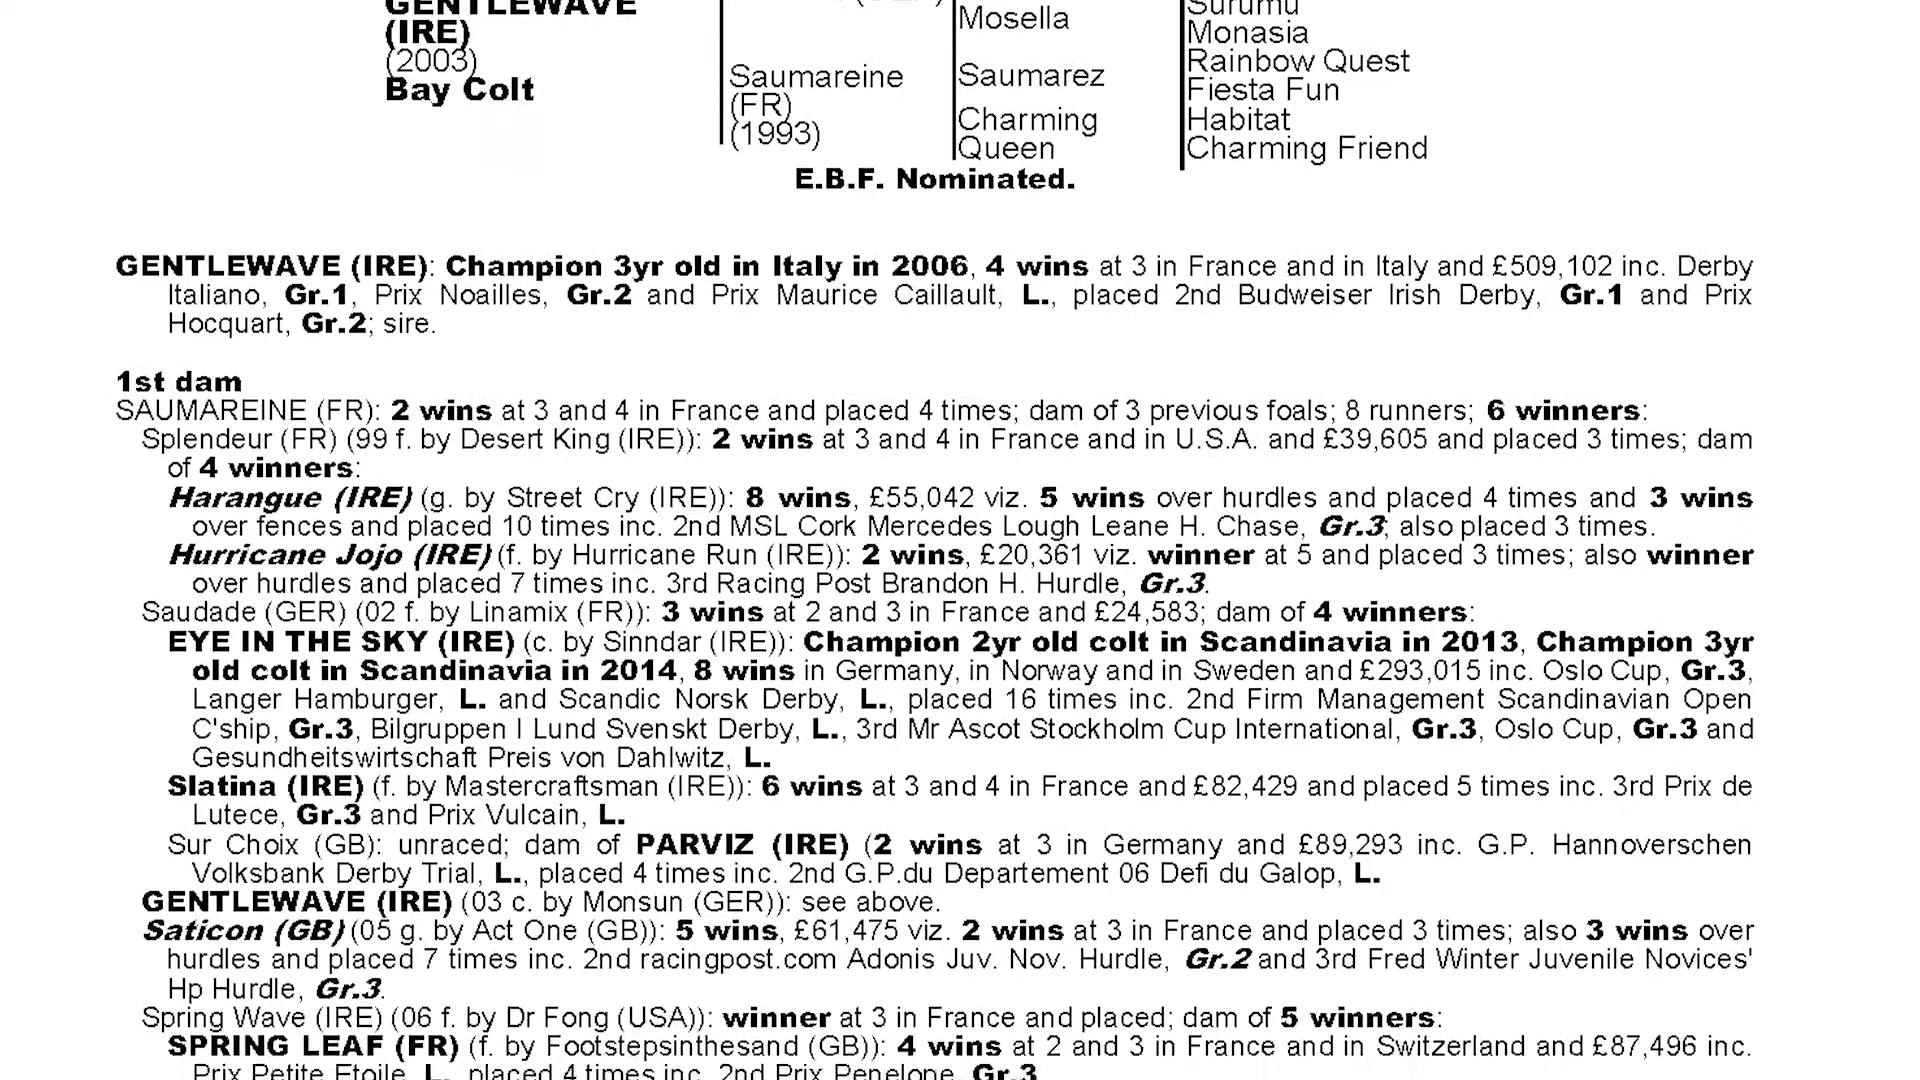 GENTLEWAVE
(IRE)
(2003)
Bay Colt
Saumareine
(FR)
(1993)
Mosella
Saumarez
Charming
Queen
Surumu
Monasia
Rainbow Quest
Fiesta Fun
Habitat
Charming Friend
E.B.F. Nominated.
GENTLEWAVE (IRE): Champion 3yr old in Italy in 2006, 4 wins at 3 in France and in Italy and £509,102 inc. Derby
Italiano, Gr.1, Prix Noailles, Gr.2 and Prix Maurice Caillault, L., placed 2nd Budweiser Irish Derby, Gr.1 and Prix
Hocquart, Gr.2; sire.
1st dam
SAUMAREINE (FR): 2 wins at 3 and 4 in France and placed 4 times; dam of 3 previous foals; 8 runners; 6 winners:
Splendeur (FR) (99 f. by Desert King (IRE)): 2 wins at 3 and 4 in France and in U.S.A. and £39,605 and placed 3 times; dam
of 4 winners:
Harangue (IRE) (g. by Street Cry (IRE)): 8 wins, £55,042 viz. 5 wins over hurdles and placed 4 times and 3 wins
over fences and placed 10 times inc. 2nd MSL Cork Mercedes Lough Leane H. Chase, Gr.3; also placed 3 times.
Hurricane Jojo (IRE) (f. by Hurricane Run (IRE)): 2 wins, £20,361 viz. winner at 5 and placed 3 times; also winner
over hurdles and placed 7 times inc. 3rd Racing Post Brandon H. Hurdle, Gr.3.
Saudade (GER) (02 f. by Linamix (FR)): 3 wins at 2 and 3 in France and £24,583; dam of 4 winners:
EYE IN THE SKY (IRE) (c. by Sinndar (IRE)): Champion 2yr old colt in Scandinavia in 2013, Champion 3yr
old colt in Scandinavia in 2014, 8 wins in Germany, in Norway and in Sweden and £293,015 inc. Oslo Cup, Gr.3,
Langer Hamburger, L. and Scandic Norsk Derby, L., placed 16 times inc. 2nd Firm Management Scandinavian Open
C'ship, Gr.3, Bilgruppen I Lund Svenskt Derby, L., 3rd Mr Ascot Stockholm Cup International, Gr.3, Oslo Cup, Gr.3 and
Gesundheitswirtschaft Preis von Dahlwitz, L.
Slatina (IRE) (f. by Mastercraftsman (IRE)): 6 wins at 3 and 4 in France and £82,429 and placed 5 times inc. 3rd Prix de
Lutece, Gr.3 and Prix Vulcain, L.
Sur Choix (GB): unraced; dam of PARVIZ (IRE) (2 wins at 3 in Germany and £89,293 inc. G.P. Hannoverschen
Volksbank Derby Trial, L., placed 4 times inc. 2nd G.P.du Departement 06 Defi du Galop, L.
GENTLEWAVE (IRE) (03 c. by Monsun (GER)): see above.
Saticon (GB) (05 g. by Act One (GB)): 5 wins, £61,475 viz. 2 wins at 3 in France and placed 3 times; also 3 wins over
hurdles and placed 7 times inc. 2nd racingpost.com Adonis Juv. Nov. Hurdle, Gr.2 and 3rd Fred Winter Juvenile Novices'
Hp Hurdle, Gr.3.
Spring Wave (IRE) (06 f. by Dr Fong (USA)): winner at 3 in France and placed; dam of 5 winners:
SPRING LEAF (FR) (f. by Footstepsinthesand (GB)): 4 wins at 2 and 3 in France and in Switzerland and £87,496 inc.
Prix Petite Etoile, L., placed 4 times inc. 2nd Prix Penelope, Gr.3